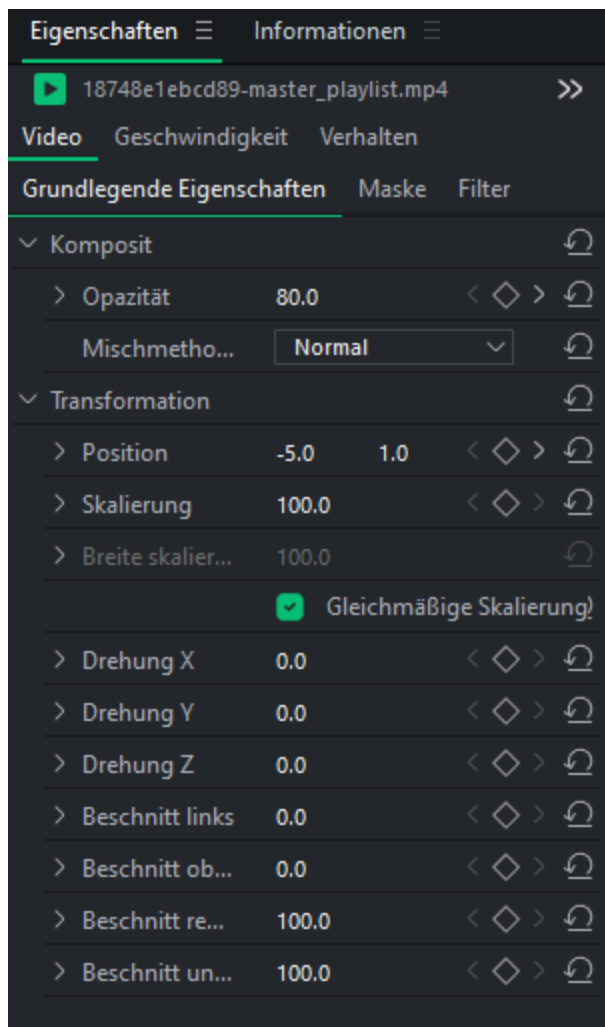 Eigenschaften Informationen
18748e1ebcd89-master_playlist.mp4
Video Geschwindigkeit Verhalten
Grundlegende Eigenschaften Maske Filter
Komposit
Opazität 80.0
Mischmetho... Normal
Transformation
Position -5.0 1.0
Skalierung 100.0
Breite skalier... 100.0
Gleichmäßige Skalierung
Drehung X 0.0
Drehung Y 0.0
Drehung Z 0.0
Beschnitt links 0.0
Beschnitt ob... 0.0
Beschnitt re... 100.0
Beschnitt un... 100.0